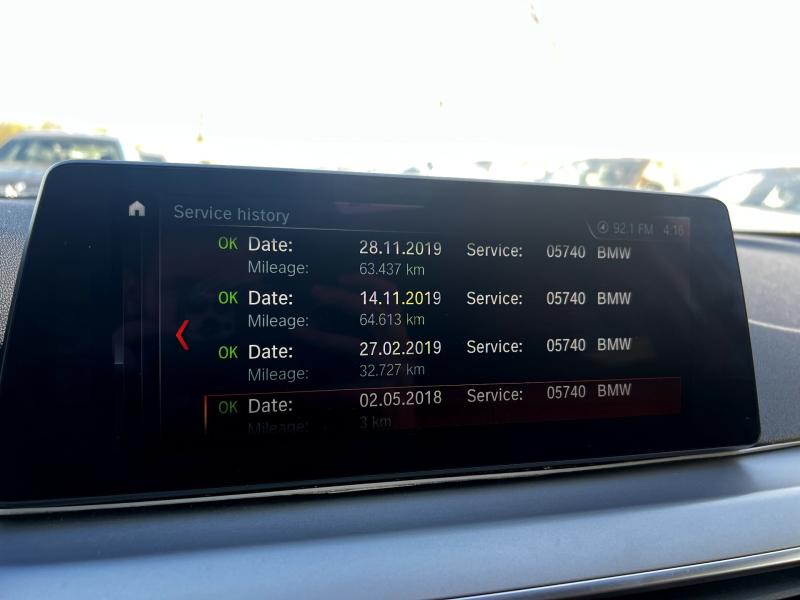 Service history
92.1 FM 4:16
OK Date: 28.11.2019 Service: 05740 BMW
Mileage: 63.437 km
OK Date: 14.11.2019 Service: 05740 BMW
Mileage: 64.613 km
OK Date: 27.02.2019 Service: 05740 BMW
Mileage: 32.727 km
OK Date: 02.05.2018 Service: 05740 BMW
Mileage: 3 km